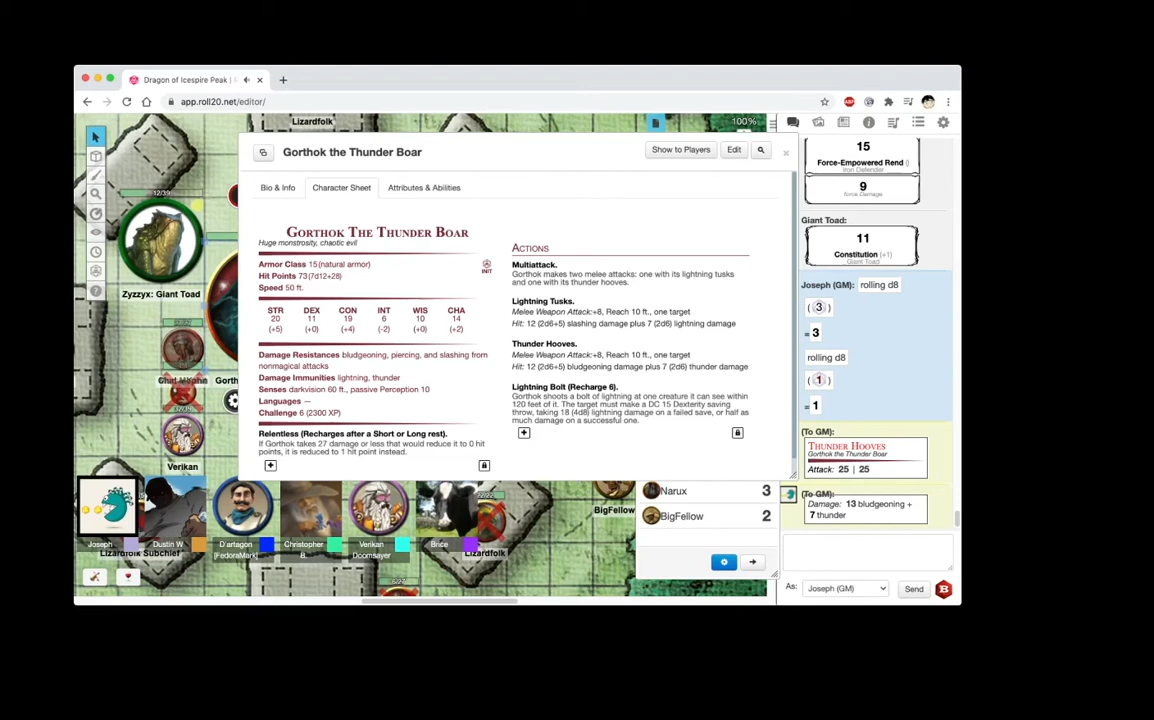 Dragon of Icespire Peak |
app.roll20.net/editor/
Lizardfolk
100%
12/39
Zyzzyx: Giant Toad
Verikan
Gorthok the Thunder Boar
Show to Players
Edit
Bio & Info
Character Sheet
Attributes & Abilities
GORTHOK THE THUNDER BOAR
Huge monstrosity, chaotic evil
Armor Class 15(natural armor)
Hit Points 73(7d12+28)
Speed 50 ft.
INIT
STR DEX CON INT WIS CHA
20 11 19 6 10 14
(+5) (+0) (+4) (-2) (+0) (+2)
Damage Resistances bludgeoning, piercing, and slashing from
nonmagical attacks
Damage Immunities lightning, thunder
Senses darkvision 60 ft., passive Perception 10
Languages —
Challenge 6 (2300 XP)
Relentless (Recharges after a Short or Long rest).
If Gorthok takes 27 damage or less that would reduce it to 0 hit
points, it is reduced to 1 hit point instead.
ACTIONS
Multiattack.
Gorthok makes two melee attacks: one with its lightning tusks
and one with its thunder hooves.
Lightning Tusks.
Melee Weapon Attack:+8, Reach 10 ft., one target
Hit: 12 (2d6+5) slashing damage plus 7 (2d6) lightning damage
Thunder Hooves.
Melee Weapon Attack:+8, Reach 10 ft., one target
Hit: 12 (2d6+5) bludgeoning damage plus 7 (2d6) thunder damage
Lightning Bolt (Recharge 6).
Gorthok shoots a bolt of lightning at one creature it can see within
120 feet of it. The target must make a DC 15 Dexterity saving
throw, taking 18 (4d8) lightning damage on a failed save, or half as
much damage on a successful one.
Joseph
Dustin W
D'artagon
[FedoraMark]
Christopher
B...
Verikan
Doomsayer
Brice
Lizardfolk Subchief
Lizardfolk
BigFellow
Narux 3
BigFellow 2
15
Force-Empowered Rend ()
Iron Defender
9
Force Damage
Giant Toad:
11
Constitution (+1)
Giant Toad
Joseph (GM): rolling d8
(3)
= 3
rolling d8
(1)
= 1
(To GM):
THUNDER HOOVES
Gorthok the Thunder Boar
Attack: 25 | 25
(To GM):
Damage: 13 bludgeoning +
7 thunder
As:
Joseph (GM)
Send